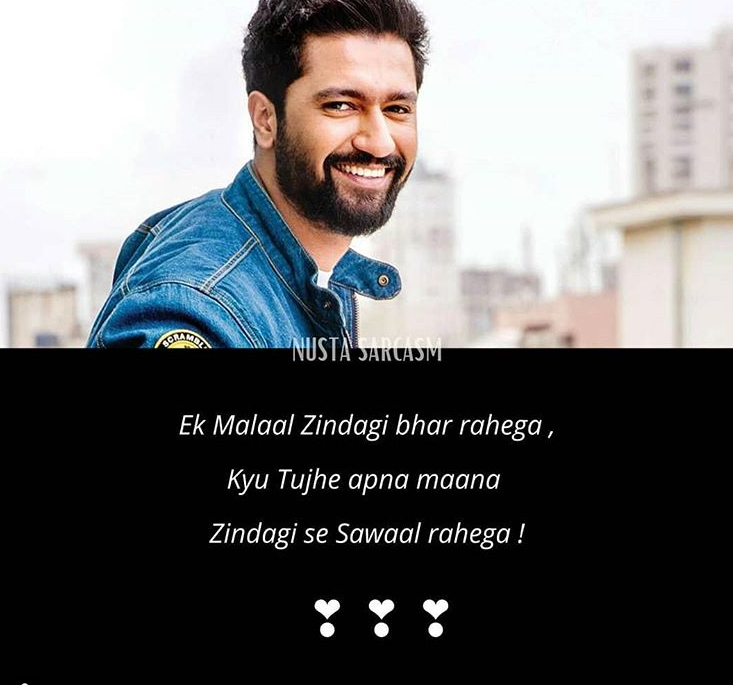 SCRAMBL
NUSTA SARCASM
Ek Malaal Zindagi bhar rahega ,
Kyu Tujhe apna maana
Zindagi se Sawaal rahega !
❣ ❣ ❣